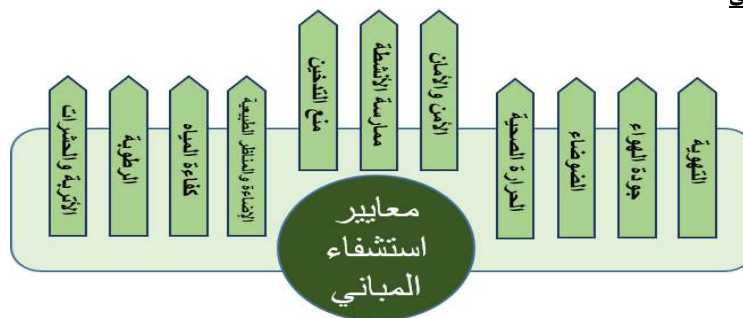 التهوية
جودة الهواء
الضوضاء
الحرارة الصحية
الأمن والأمان
ممارسة الأنشطة
منع التدخين
الإضاءة والمناظر الطبيعية
كفاءة المياه
الرطوبة
الأتربة والحشرات
معايير
استشفاء
المباني